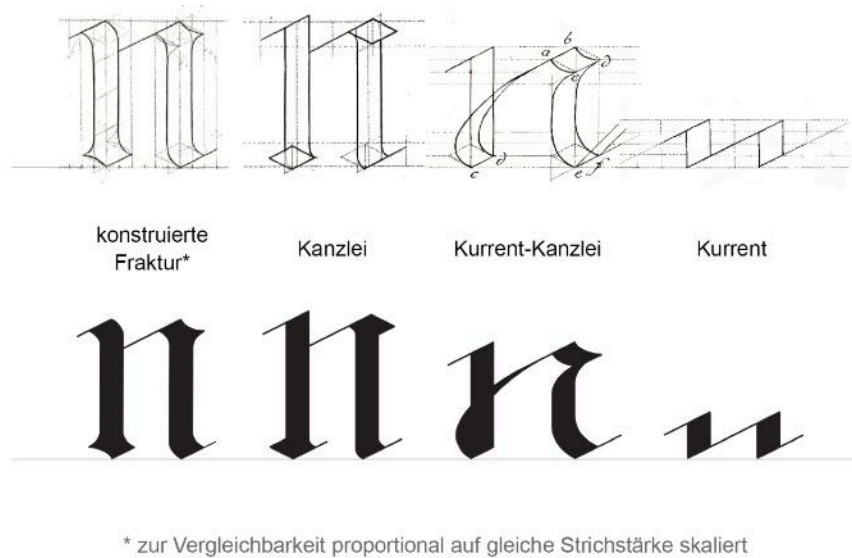 a b c d
c d e f
konstruierte
Fraktur*
Kanzlei
Kurrent-Kanzlei
Kurrent
n n n n
* zur Vergleichbarkeit proportional auf gleiche Strichstärke skaliert